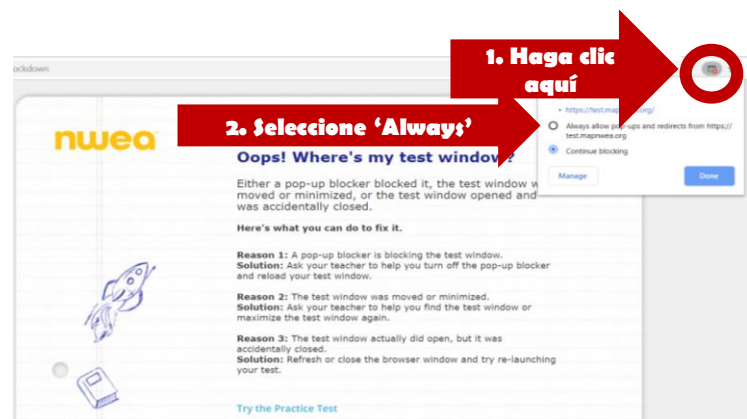 1. Haga clic
aquí
ockdown
https://test.map
.org/
Always allow pop-ups and redirects from https://
test.mapnwea.org
Continue blocking
Manage
Done
nwea
2. Seleccione ‘Always’
Oops! Where's my test window?
Either a pop-up blocker blocked it, the test window
moved or minimized, or the test window opened and
was accidentally closed.
Here's what you can do to fix it.
Reason 1: A pop-up blocker is blocking the test window.
Solution: Ask your teacher to help you turn off the pop-up blocker
and reload your test window.
Reason 2: The test window was moved or minimized.
Solution: Ask your teacher to help you find the test window or
maximize the test window again.
Reason 3: The test window actually did open, but it was
accidentally closed.
Solution: Refresh or close the browser window and try re-launching
your test.
Try the Practice Test